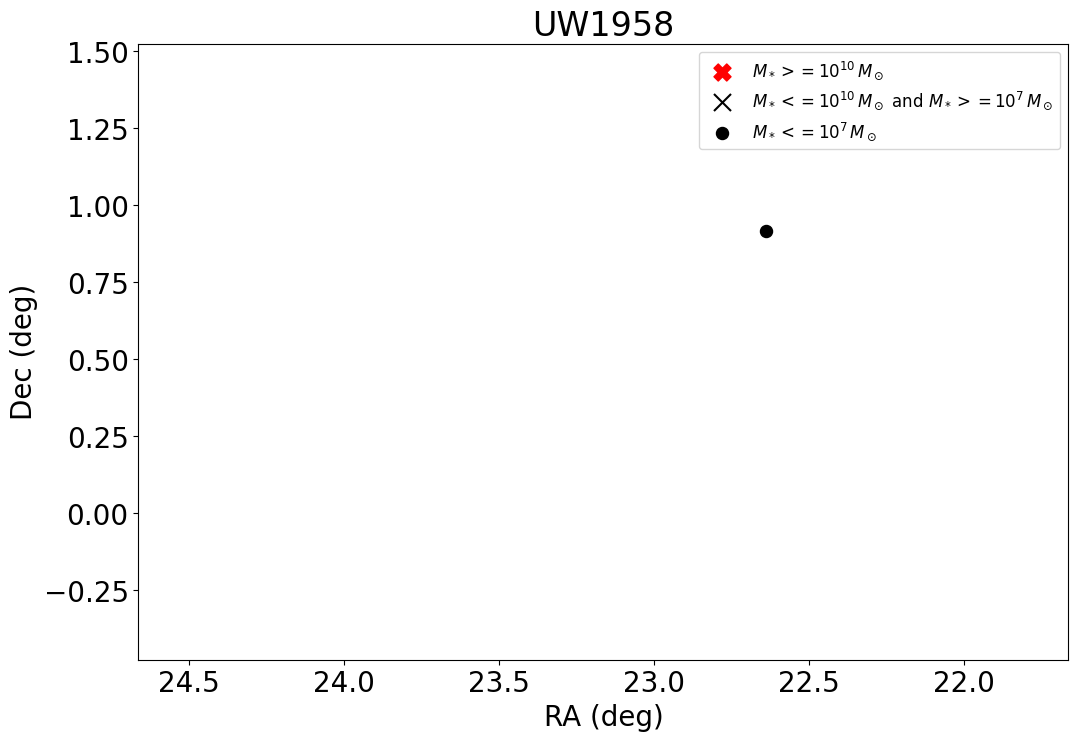 UW1958
M* >= 10^10 M⊙
M* <= 10^10 M⊙ and M* >= 10^7 M⊙
M* <= 10^7 M⊙
1.50
1.25
1.00
0.75
0.50
0.25
0.00
−0.25
Dec (deg)
24.5 24.0 23.5 23.0 22.5 22.0
RA (deg)